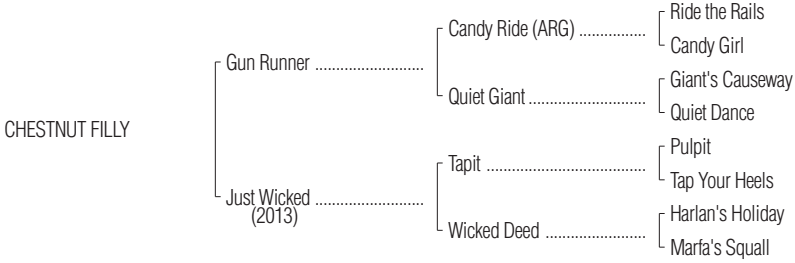 Ride the Rails
Candy Ride (ARG) ................
Candy Girl
Gun Runner ..........................
Giant's Causeway
Quiet Giant............................
Quiet Dance
CHESTNUT FILLY
Pulpit
Tapit .......................................
Tap Your Heels
Just Wicked ..........................
(2013)
Harlan's Holiday
Wicked Deed ........................
Marfa's Squall